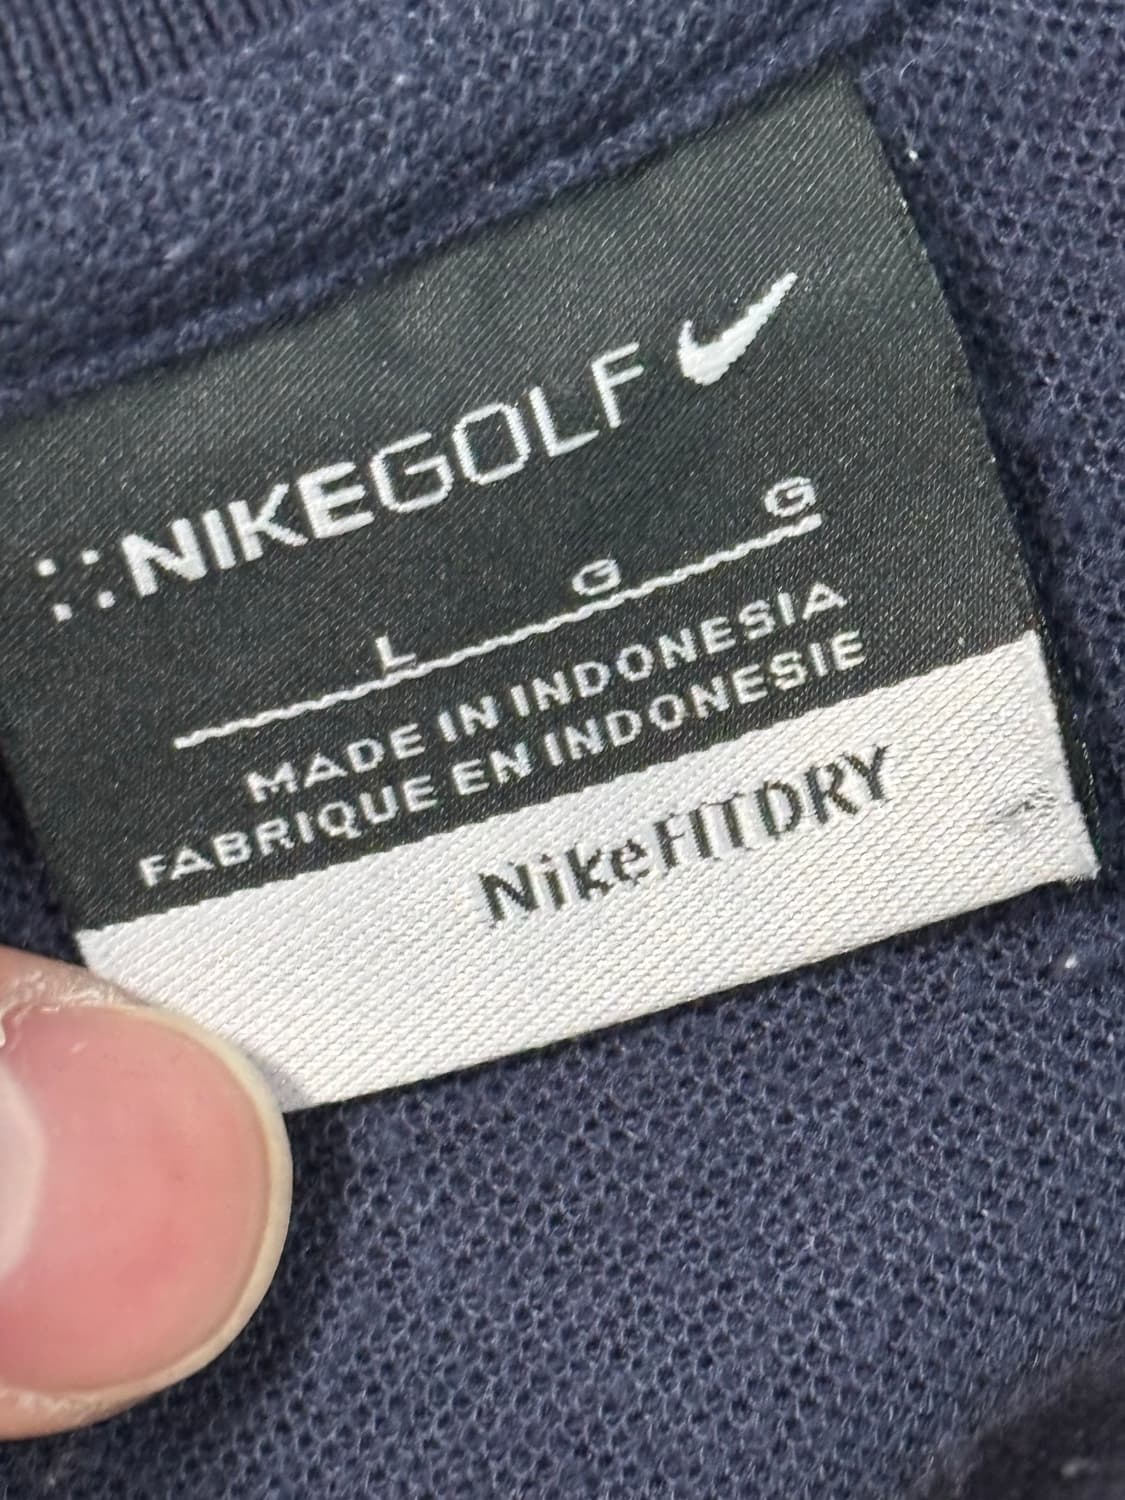 NIKEGOLF
L G G
MADE IN INDONESIA
FABRIQUE EN INDONESIE
NikeFITDRY